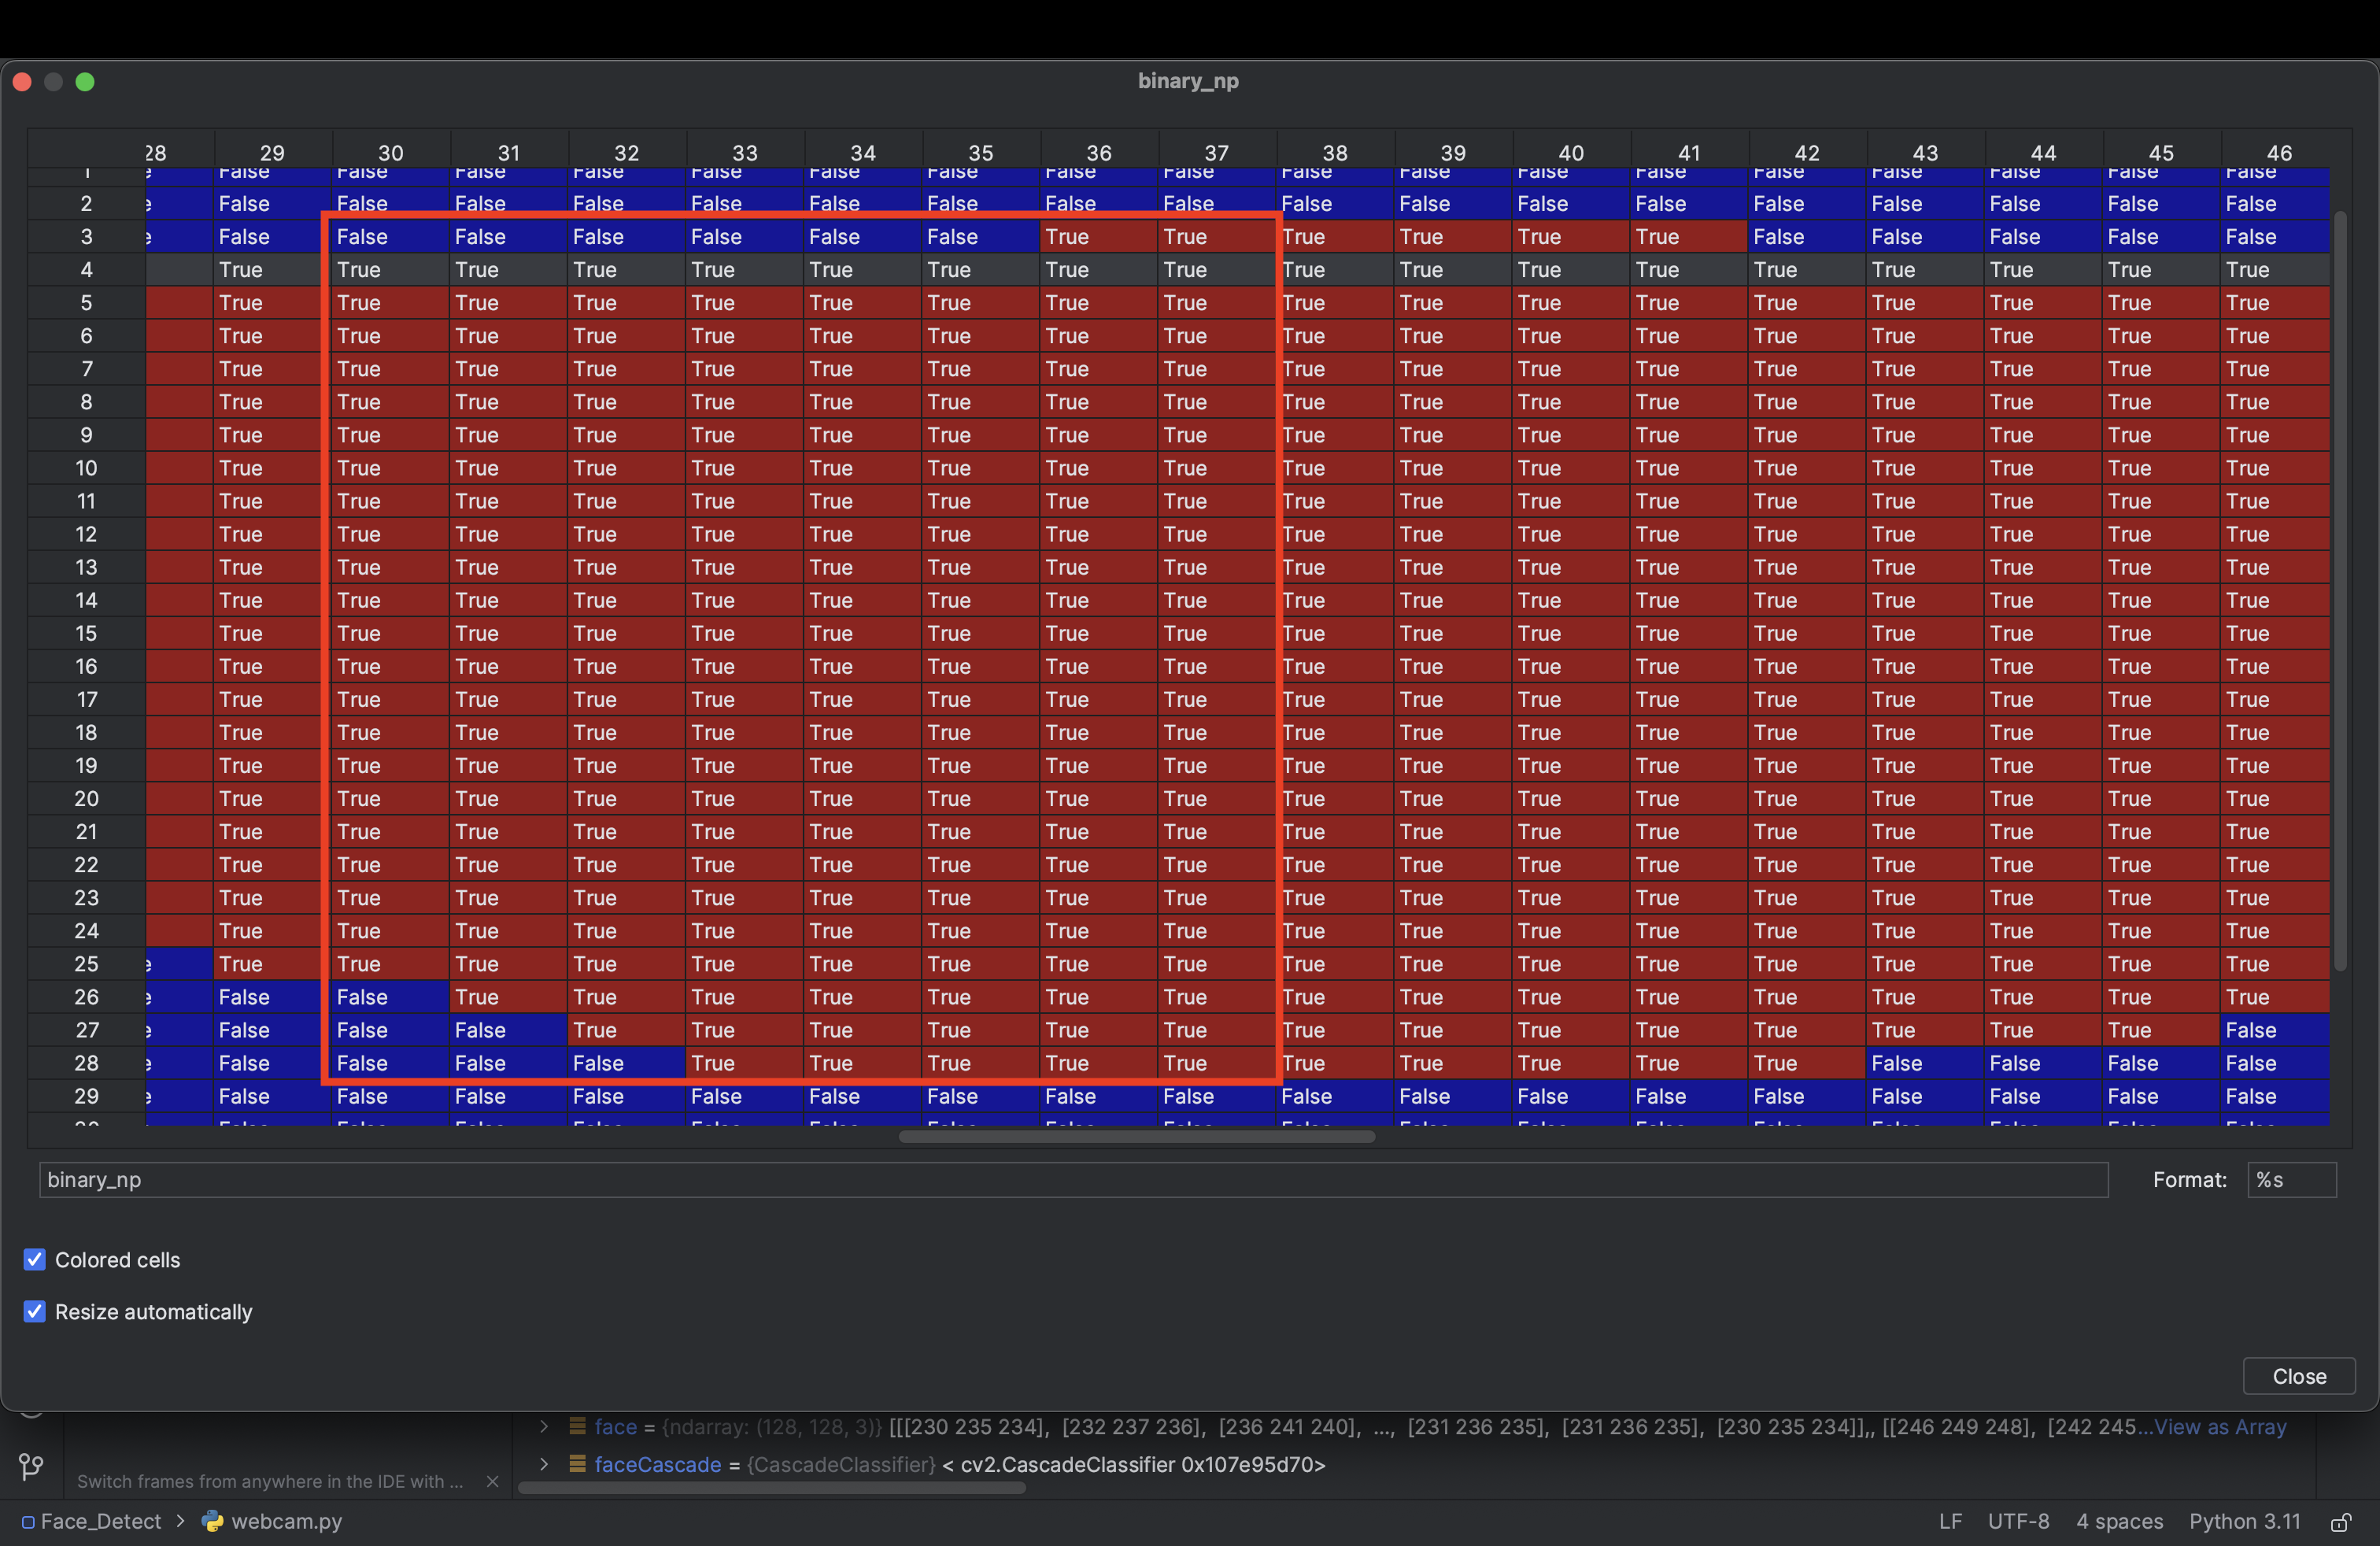 binary_np
28 29 30 31 32 33 34 35 36 37 38 39 40 41 42 43 44 45 46
1 False False False False False False False False False False False False False False False False False False
2 False False False False False False False False False False False False False False False False False False
3 False False False False False False False True True True True True True False False False False False
4 True True True True True True True True True True True True True True True True True True
5 True True True True True True True True True True True True True True True True True True
6 True True True True True True True True True True True True True True True True True True
7 True True True True True True True True True True True True True True True True True True
8 True True True True True True True True True True True True True True True True True True
9 True True True True True True True True True True True True True True True True True True
10 True True True True True True True True True True True True True True True True True True
11 True True True True True True True True True True True True True True True True True True
12 True True True True True True True True True True True True True True True True True True
13 True True True True True True True True True True True True True True True True True True
14 True True True True True True True True True True True True True True True True True True
15 True True True True True True True True True True True True True True True True True True
16 True True True True True True True True True True True True True True True True True True
17 True True True True True True True True True True True True True True True True True True
18 True True True True True True True True True True True True True True True True True True
19 True True True True True True True True True True True True True True True True True True
20 True True True True True True True True True True True True True True True True True True
21 True True True True True True True True True True True True True True True True True True
22 True True True True True True True True True True True True True True True True True True
23 True True True True True True True True True True True True True True True True True True
24 True True True True True True True True True True True True True True True True True True
25 True True True True True True True True True True True True True True True True True True
26 False False True True True True True True True True True True True True True True True True
27 False False False True True True True True True True True True True True True True True False
28 False False False False True True True True True True True True True True False False False False
29 False False False False False False False False False False False False False False False False False False
binary_np Format: %s
Colored cells
Resize automatically
Close
face = {ndarray: (128, 128, 3)} [[[230 235 234], [232 237 236], [236 241 240], ..., [231 236 235], [231 236 235], [230 235 234]],, [[246 249 248], [242 245...View as Array
faceCascade = {CascadeClassifier} < cv2.CascadeClassifier 0x107e95d70>
Switch frames from anywhere in the IDE with ...
Face_Detect > webcam.py LF UTF-8 4 spaces Python 3.11